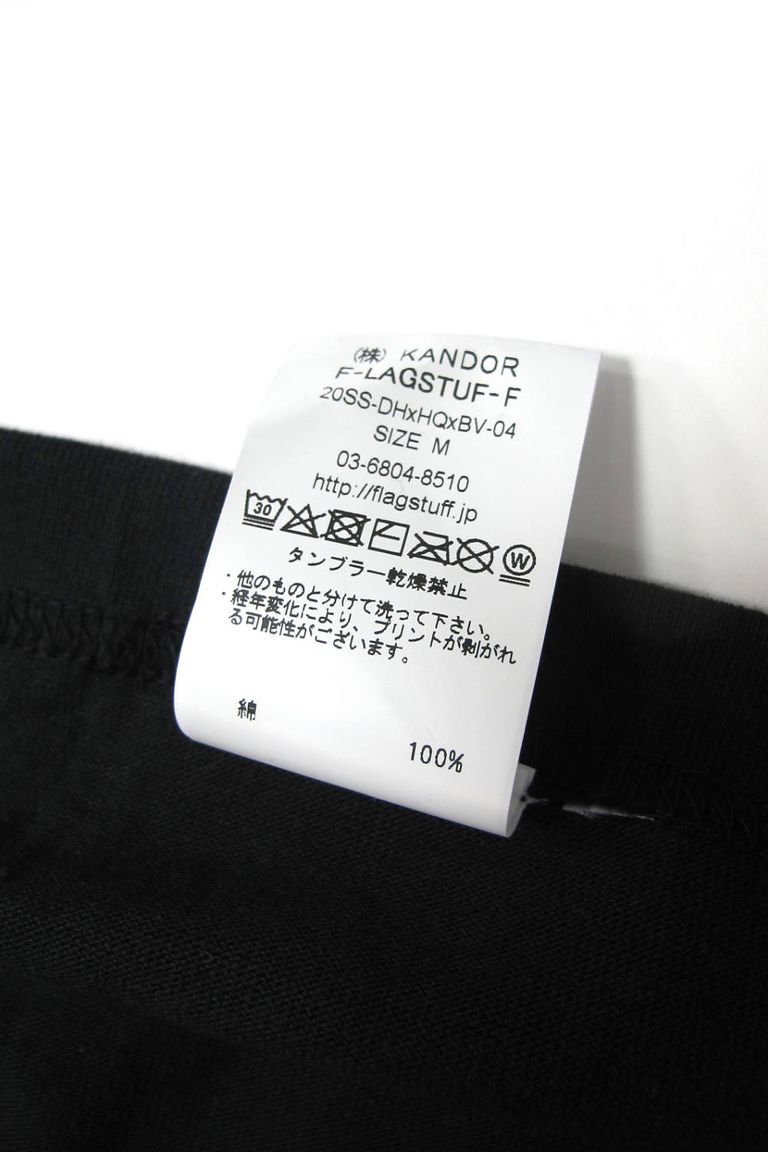 (株) KANDOR
F-LAGSTUF-F
20SS-DHxHQxBV-04
SIZE M
03-6804-8510
http://flagstuff.jp
30 W
タンブラー乾燥禁止
・他のものと分けて洗って下さい。
・経年変化により、プリントが剥がれ
る可能性がございます。
綿
100%